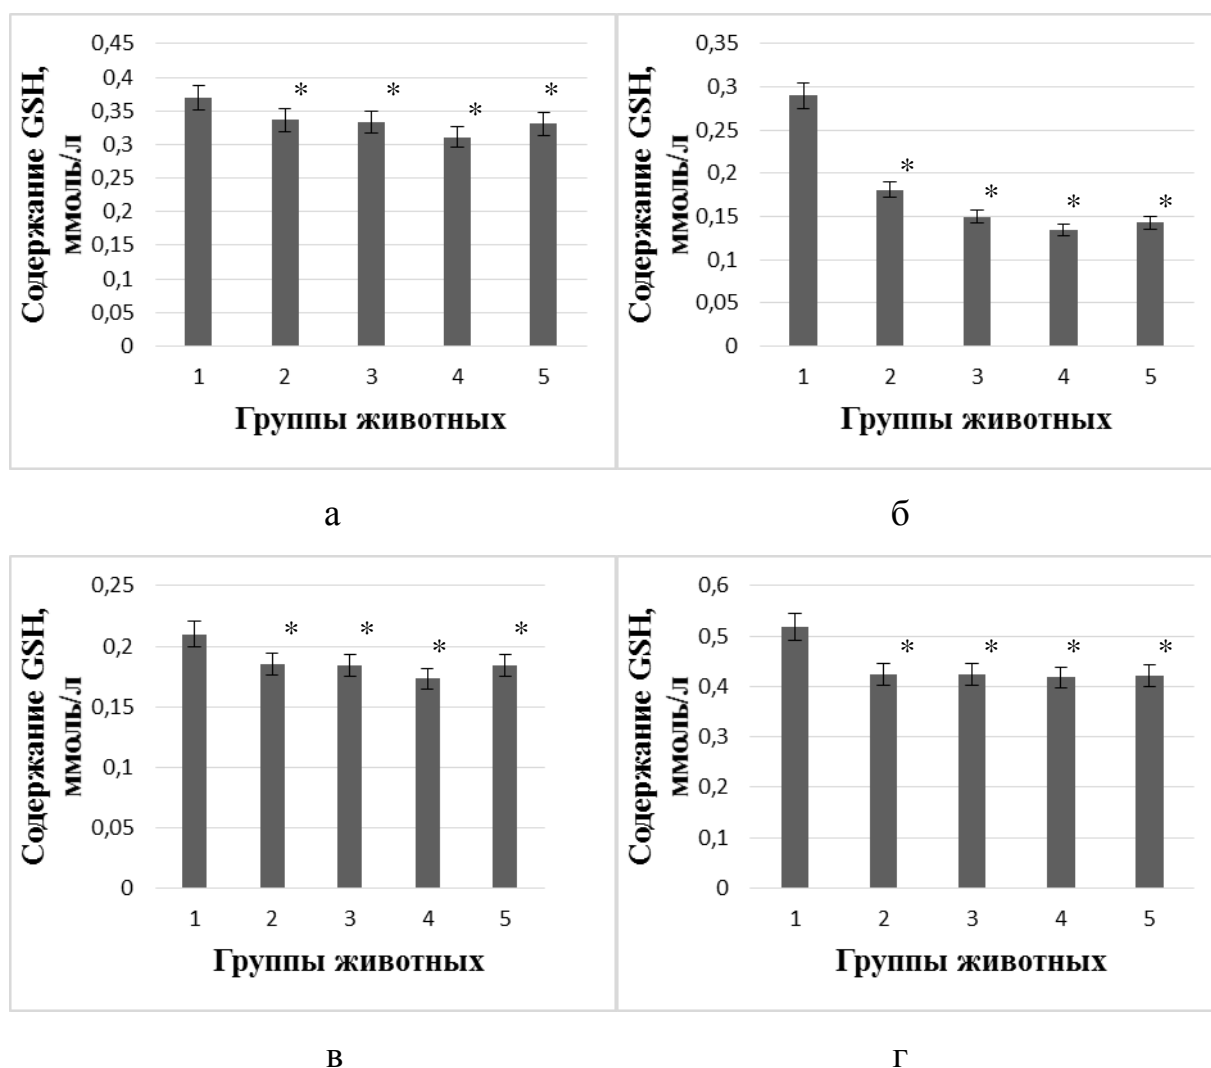 Содержание GSH,
ммоль/л
0,45
0,4
0,35
0,3
0,25
0,2
0,15
0,1
0,05
0
* * * *
1 2 3 4 5
Группы животных
Содержание GSH,
ммоль/л
0,35
0,3
0,25
0,2
0,15
0,1
0,05
0
* * * *
1 2 3 4 5
Группы животных
а б
Содержание GSH,
ммоль/л
0,25
0,2
0,15
0,1
0,05
0
* * * *
1 2 3 4 5
Группы животных
Содержание GSH,
ммоль/л
0,6
0,5
0,4
0,3
0,2
0,1
0
* * * *
1 2 3 4 5
Группы животных
в г